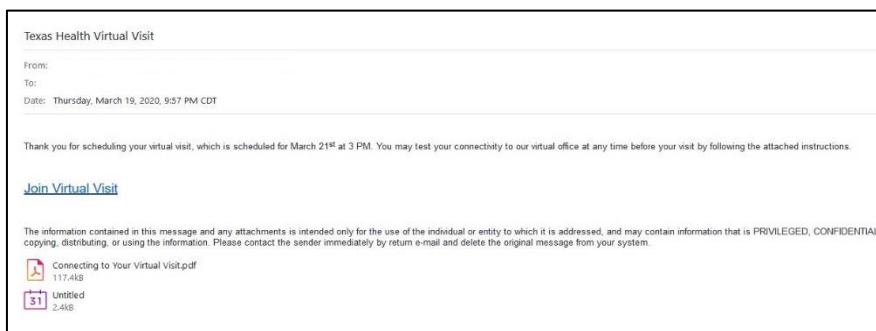 Texas Health Virtual Visit
From:
To:
Date: Thursday, March 19, 2020, 9:57 PM CDT
Thank you for scheduling your virtual visit, which is scheduled for March 21st at 3 PM. You may test your connectivity to our virtual office at any time before your visit by following the attached instructions.
Join Virtual Visit
The information contained in this message and any attachments is intended only for the use of the individual or entity to which it is addressed, and may contain information that is PRIVILEGED, CONFIDENTIAL
copying, distributing, or using the information. Please contact the sender immediately by return e-mail and delete the original message from your system.
Connecting to Your Virtual Visit.pdf
117.4kB
31 Untitled
2.4kB